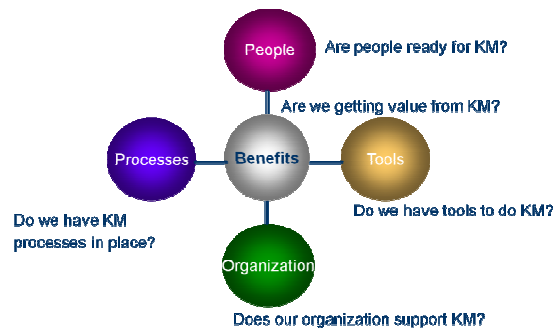 People
Are people ready for KM?
Are we getting value from KM?
Processes
Benefits
Tools
Do we have KM
processes in place?
Do we have tools to do KM?
Organization
Does our organization support KM?